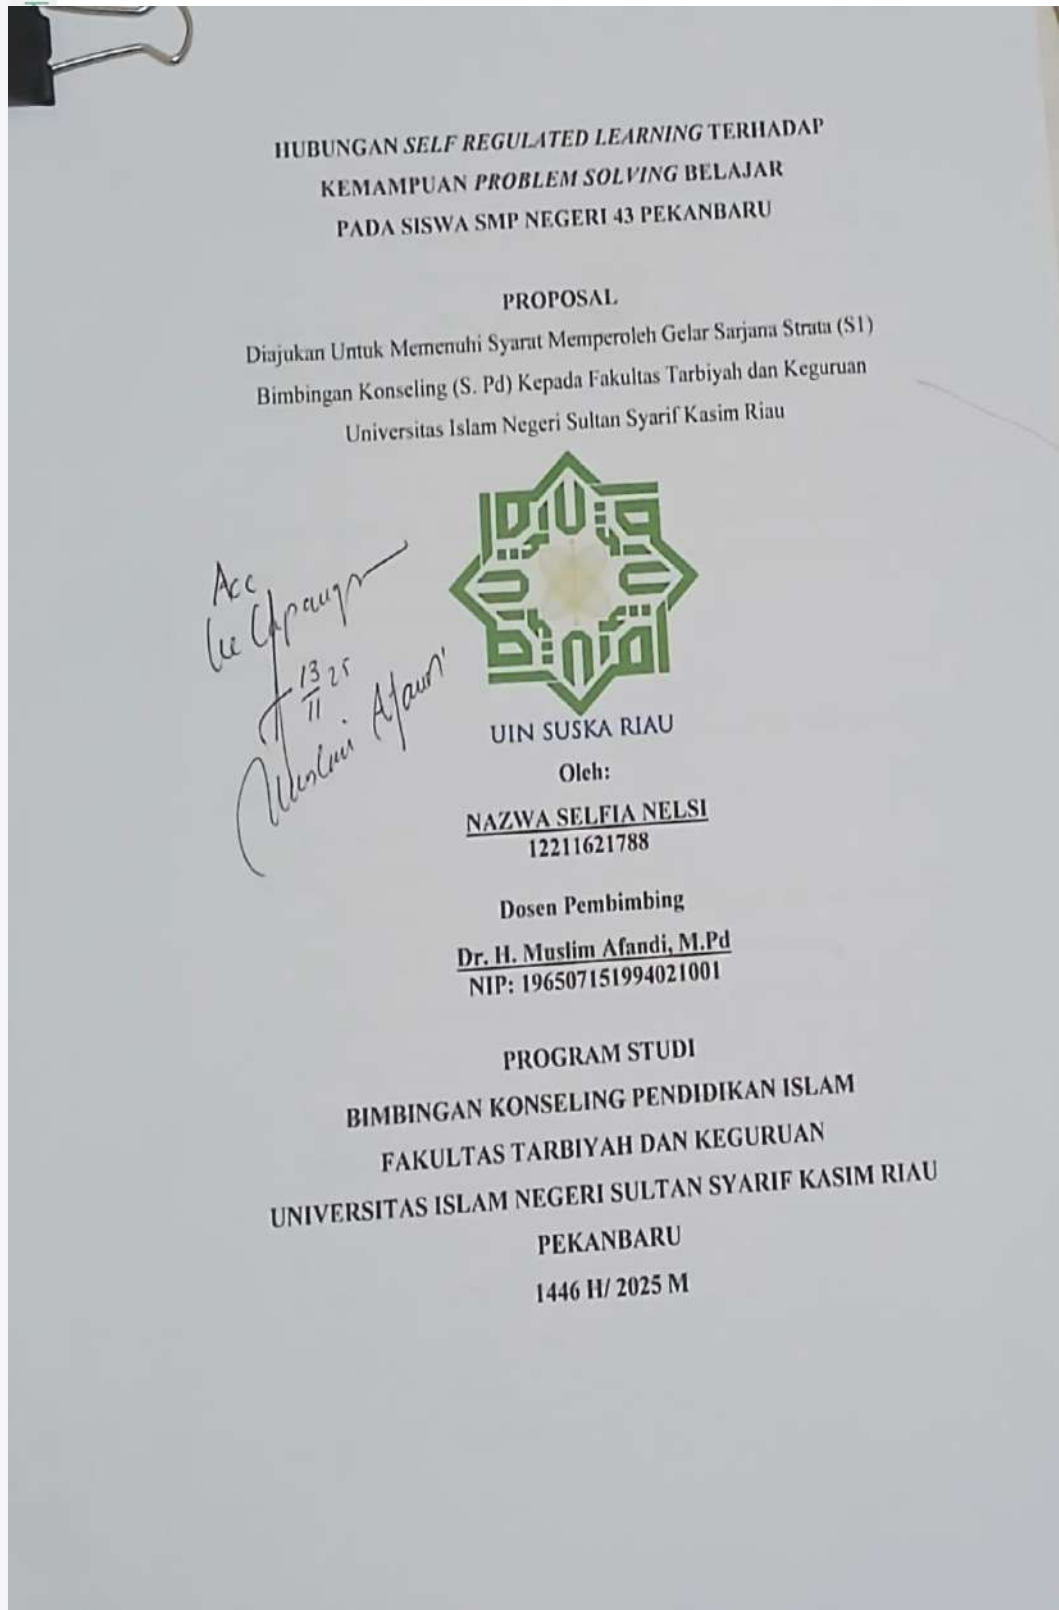 HUBUNGAN SELF REGULATED LEARNING TERHADAP
KEMAMPUAN PROBLEM SOLVING BELAJAR
PADA SISWA SMP NEGERI 43 PEKANBARU
PROPOSAL
Diajukan Untuk Memenuhi Syarat Memperoleh Gelar Sarjana Strata (S1)
Bimbingan Konseling (S. Pd) Kepada Fakultas Tarbiyah dan Keguruan
Universitas Islam Negeri Sultan Syarif Kasim Riau
Acc
13/11 25
UIN SUSKA RIAU
Oleh:
NAZWA SELFIA NELSI
12211621788
Dosen Pembimbing
Dr. H. Muslim Afandi, M.Pd
NIP: 196507151994021001
PROGRAM STUDI
BIMBINGAN KONSELING PENDIDIKAN ISLAM
FAKULTAS TARBIYAH DAN KEGURUAN
UNIVERSITAS ISLAM NEGERI SULTAN SYARIF KASIM RIAU
PEKANBARU
1446 H/ 2025 M